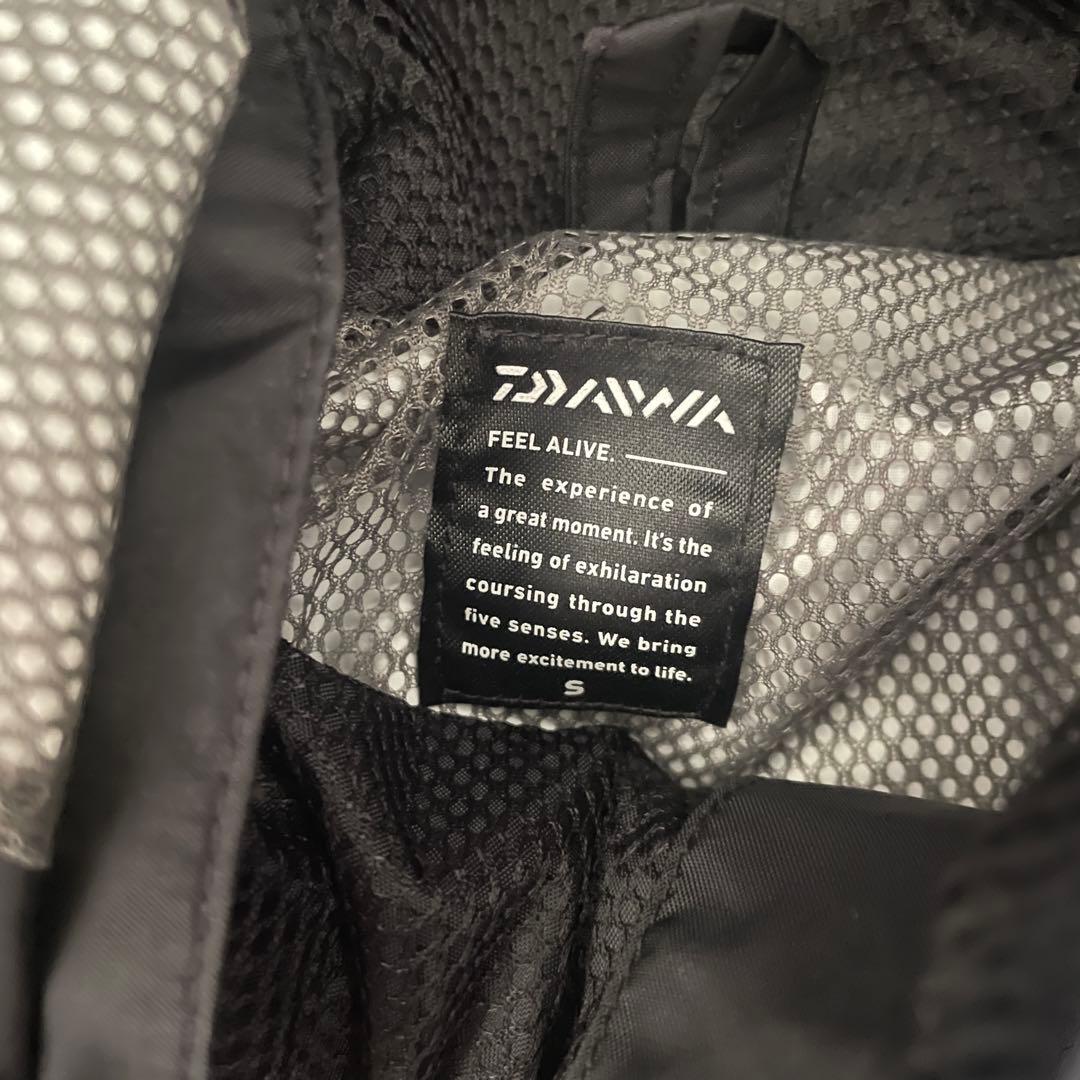 DAIWA
FEEL ALIVE.
The experience of
a great moment. It's the
feeling of exhilaration
coursing through the
five senses. We bring
more excitement to life.
S